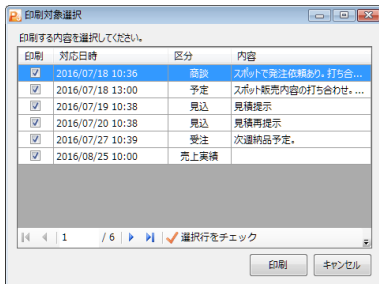 印刷対象選択
印刷する内容を選択してください。
印刷 対応日時 区分 内容
2016/07/18 10:36 商談 スポットで発注依頼あり。打ち合...
2016/07/18 13:00 予定 スポット販売内容の打ち合わせ。...
2016/07/19 10:38 見込 見積提示
2016/07/20 10:38 見込 見積再提示
2016/07/27 10:39 受注 次週納品予定。
2016/08/25 10:00 売上実績
1 / 6 選択行をチェック
印刷 キャンセル